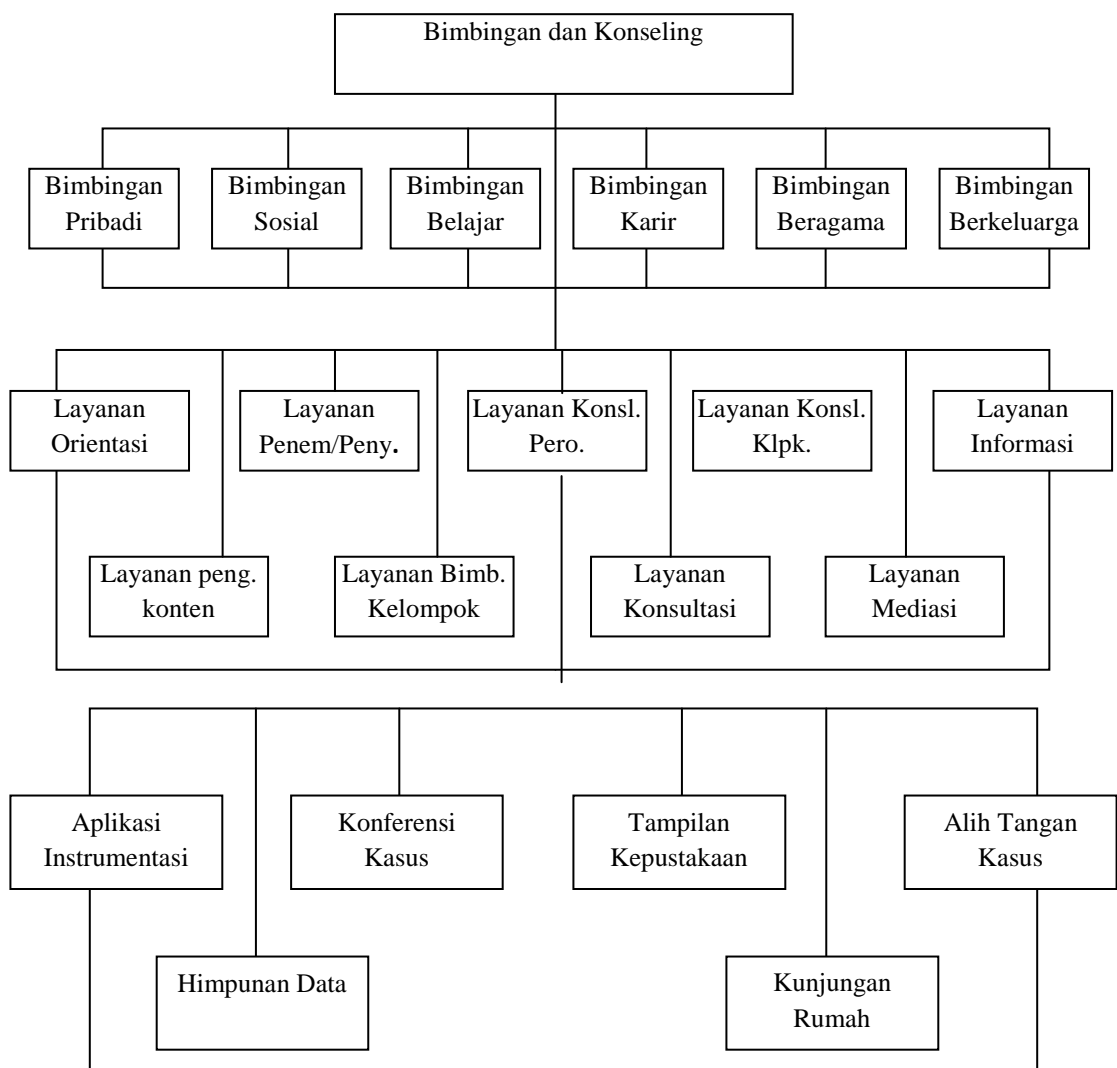 Bimbingan dan Konseling
Bimbingan
Pribadi
Bimbingan
Sosial
Bimbingan
Belajar
Bimbingan
Karir
Bimbingan
Beragama
Bimbingan
Berkeluarga
Layanan
Orientasi
Layanan
Penem/Peny.
Layanan Konsl.
Pero.
Layanan Konsl.
Klpk.
Layanan
Informasi
Layanan peng.
konten
Layanan Bimb.
Kelompok
Layanan
Konsultasi
Layanan
Mediasi
Aplikasi
Instrumentasi
Konferensi
Kasus
Tampilan
Kepustakaan
Alih Tangan
Kasus
Himpunan Data
Kunjungan
Rumah